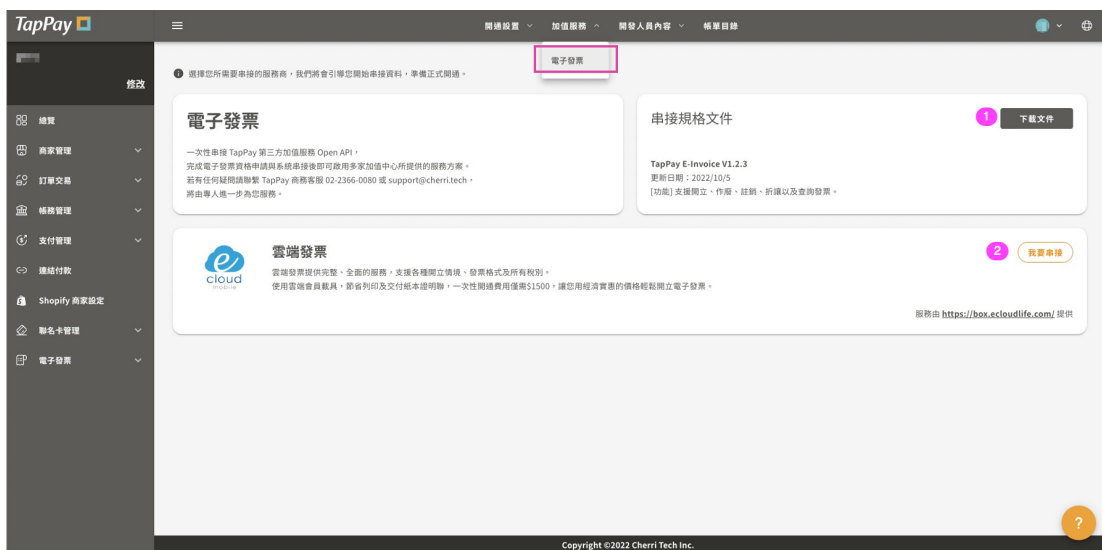 TapPay
開通設置
加值服務
開發人員內容
帳單目錄
電子發票
修改
總覽
商家管理
訂單交易
帳務管理
支付管理
連結付款
Shopify 商家設定
聯名卡管理
電子發票
選擇您所需要串接的服務商，我們將會引導您開始串接資料，準備正式開通。
電子發票
一次性串接 TapPay 第三方加值服務 Open API，
完成電子發票資格申請與系統串接後即可啟用多家加值中心所提供的服務方案。
若有任何疑問請聯繫 TapPay 商務客服 02-2366-0080 或 support@cherri.tech，
將由專人進一步為您服務。
串接規格文件
1
下載文件
TapPay E-Invoice V1.2.3
更新日期：2022/10/5
[功能] 支援開立、作廢、註銷、折讓以及查詢發票。
e
cloud
mobile
雲端發票
2
我要串接
雲端發票提供完整、全面的服務，支援各種開立情境、發票格式及所有稅別。
使用雲端會員載具，節省列印及交付紙本證明聯，一次性開通費用僅需$1500，讓您用經濟實惠的價格輕鬆開立電子發票。
服務由 https://box.ecloudlife.com/ 提供
?
Copyright ©2022 Cherri Tech Inc.